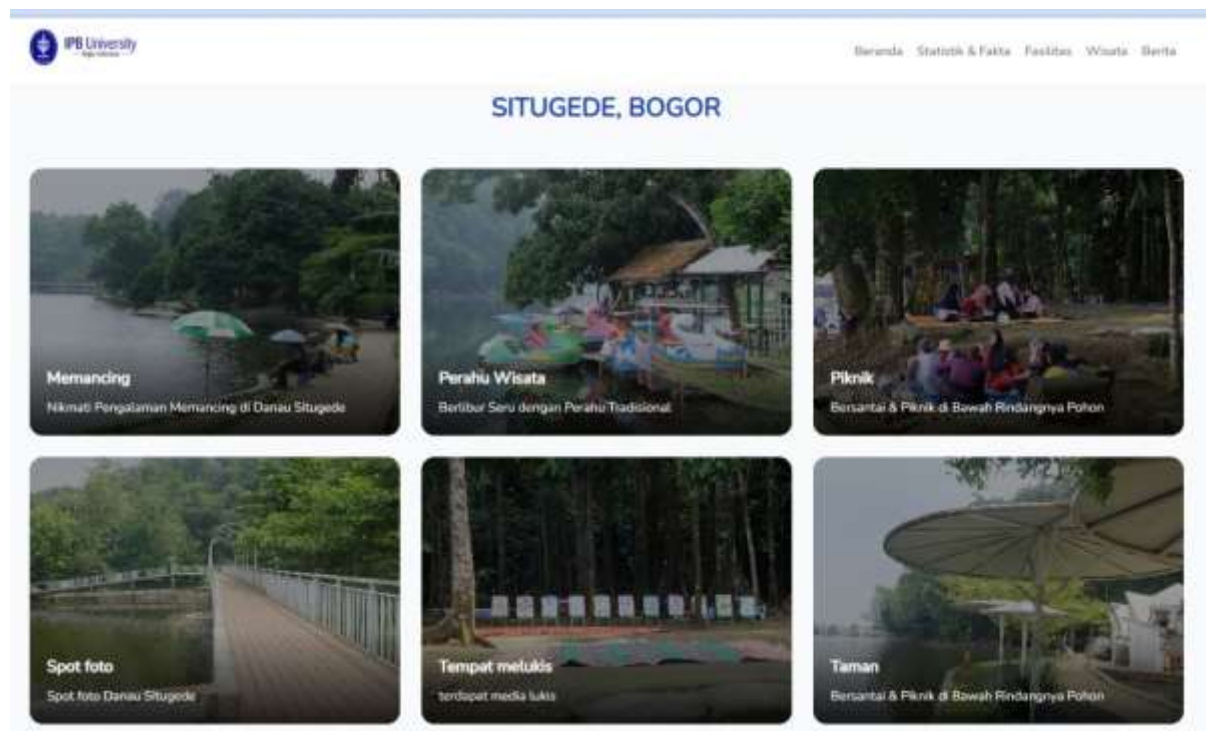 IPB University
Beranda Statistik & Fakta Fasilitas Wisata Berita
SITUGEDE, BOGOR
Memancing
Nikmati Pengalaman Memancing di Danau Situgede
Perahu Wisata
Berlibur Seru dengan Perahu Tradisional
Piknik
Bersantai & Piknik di Bawah Rindangnya Pohon
Spot foto
Spot foto Danau Situgede
Tempat melukis
terdapat media lukis
Taman
Bersantai & Piknik di Bawah Rindangnya Pohon